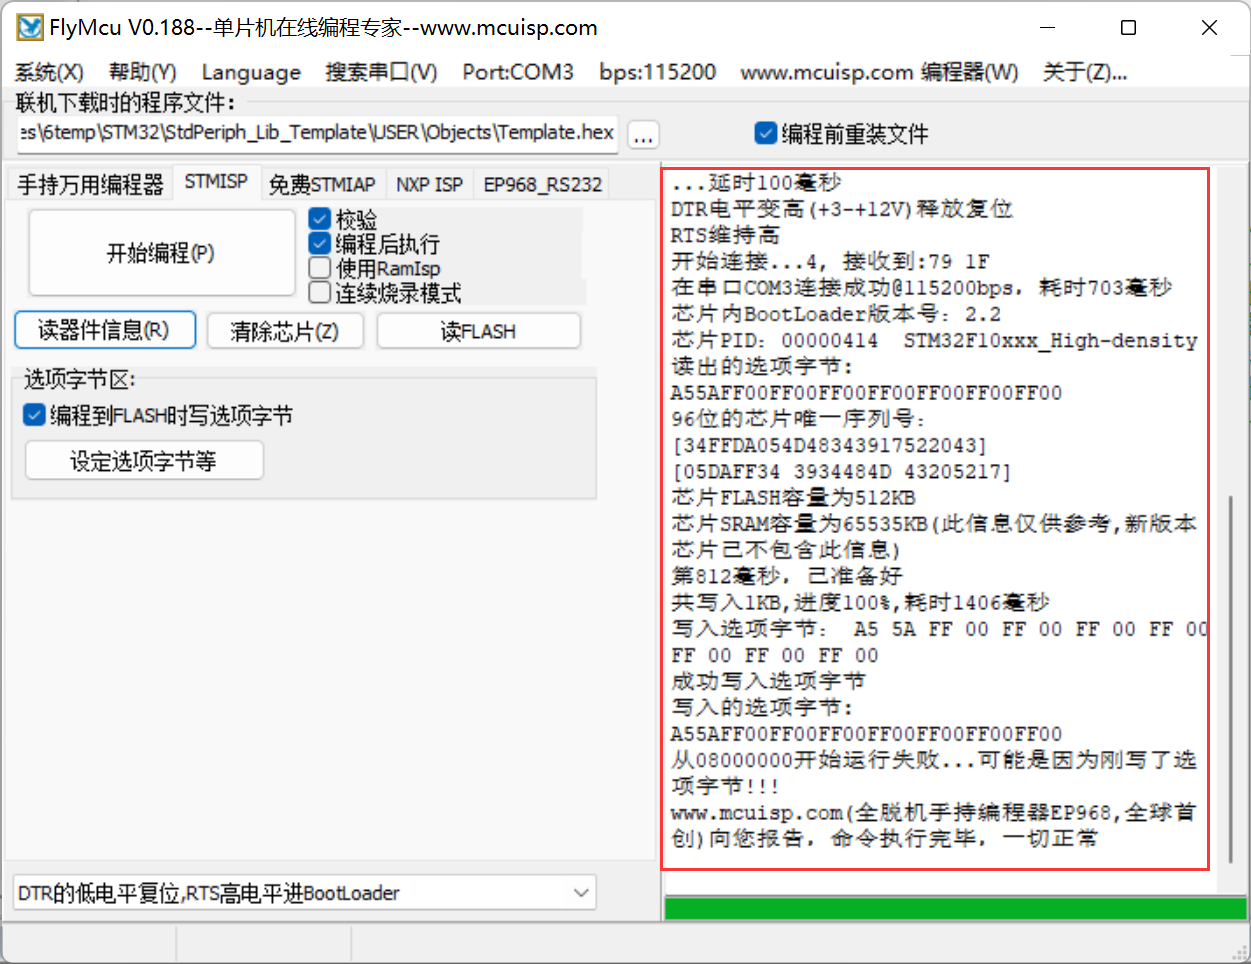 FlyMcu V0.188--单片机在线编程专家--www.mcuisp.com
系统(X) 帮助(Y) Language 搜索串口(V) Port:COM3 bps:115200 www.mcuisp.com 编程器(W) 关于(Z)...
联机下载时的程序文件:
es\6temp\STM32\StdPeriph_Lib_Template\USER\Objects\Template.hex ... 编程前重装文件
手持万用编程器 STMISP 免费STMIAP NXP ISP EP968_RS232
开始编程(P)
校验
编程后执行
使用RamIsp
连续烧录模式
读器件信息(R) 清除芯片(Z) 读FLASH
选项字节区:
编程到FLASH时写选项字节
设定选项字节等
DTR的低电平复位,RTS高电平进BootLoader
...延时100毫秒
DTR电平变高(+3-+12V)释放复位
RTS维持高
开始连接...4, 接收到:79 1F
在串口COM3连接成功@115200bps，耗时703毫秒
芯片内BootLoader版本号：2.2
芯片PID：00000414 STM32F10xxx_High-density
读出的选项字节:
A55AFF00FF00FF00FF00FF00FF00FF00
96位的芯片唯一序列号:
[34FFDA054D48343917522043]
[05DAFF34 3934484D 43205217]
芯片FLASH容量为512KB
芯片SRAM容量为65535KB(此信息仅供参考,新版本
芯片已不包含此信息)
第812毫秒，已准备好
共写入1KB,进度100%,耗时1406毫秒
写入选项字节： A5 5A FF 00 FF 00 FF 00 FF 00
FF 00 FF 00 FF 00
成功写入选项字节
写入的选项字节:
A55AFF00FF00FF00FF00FF00FF00FF00
从08000000开始运行失败...可能是因为刚写了选
项字节!!!
www.mcuisp.com(全脱机手持编程器EP968,全球首
创)向您报告，命令执行完毕，一切正常